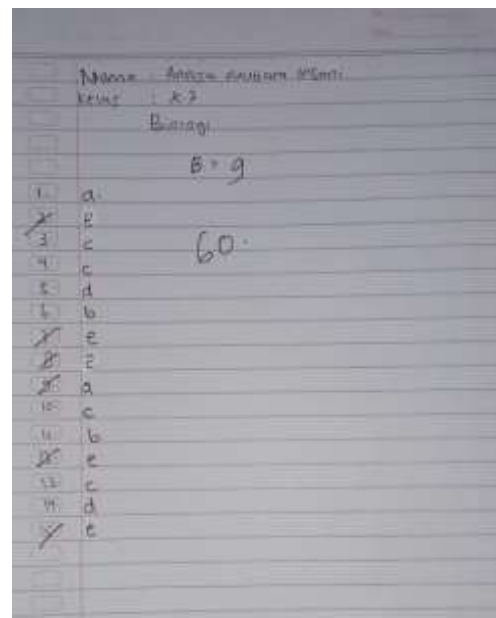 Nama :
Kelas : X.7
Biologi
B = 9
60.
1. a.
2. e
3. c
4. c
5. d
6. b
7. e
8. e
9. a
10. c
11. b
12. e
13. c
14. d
15. e